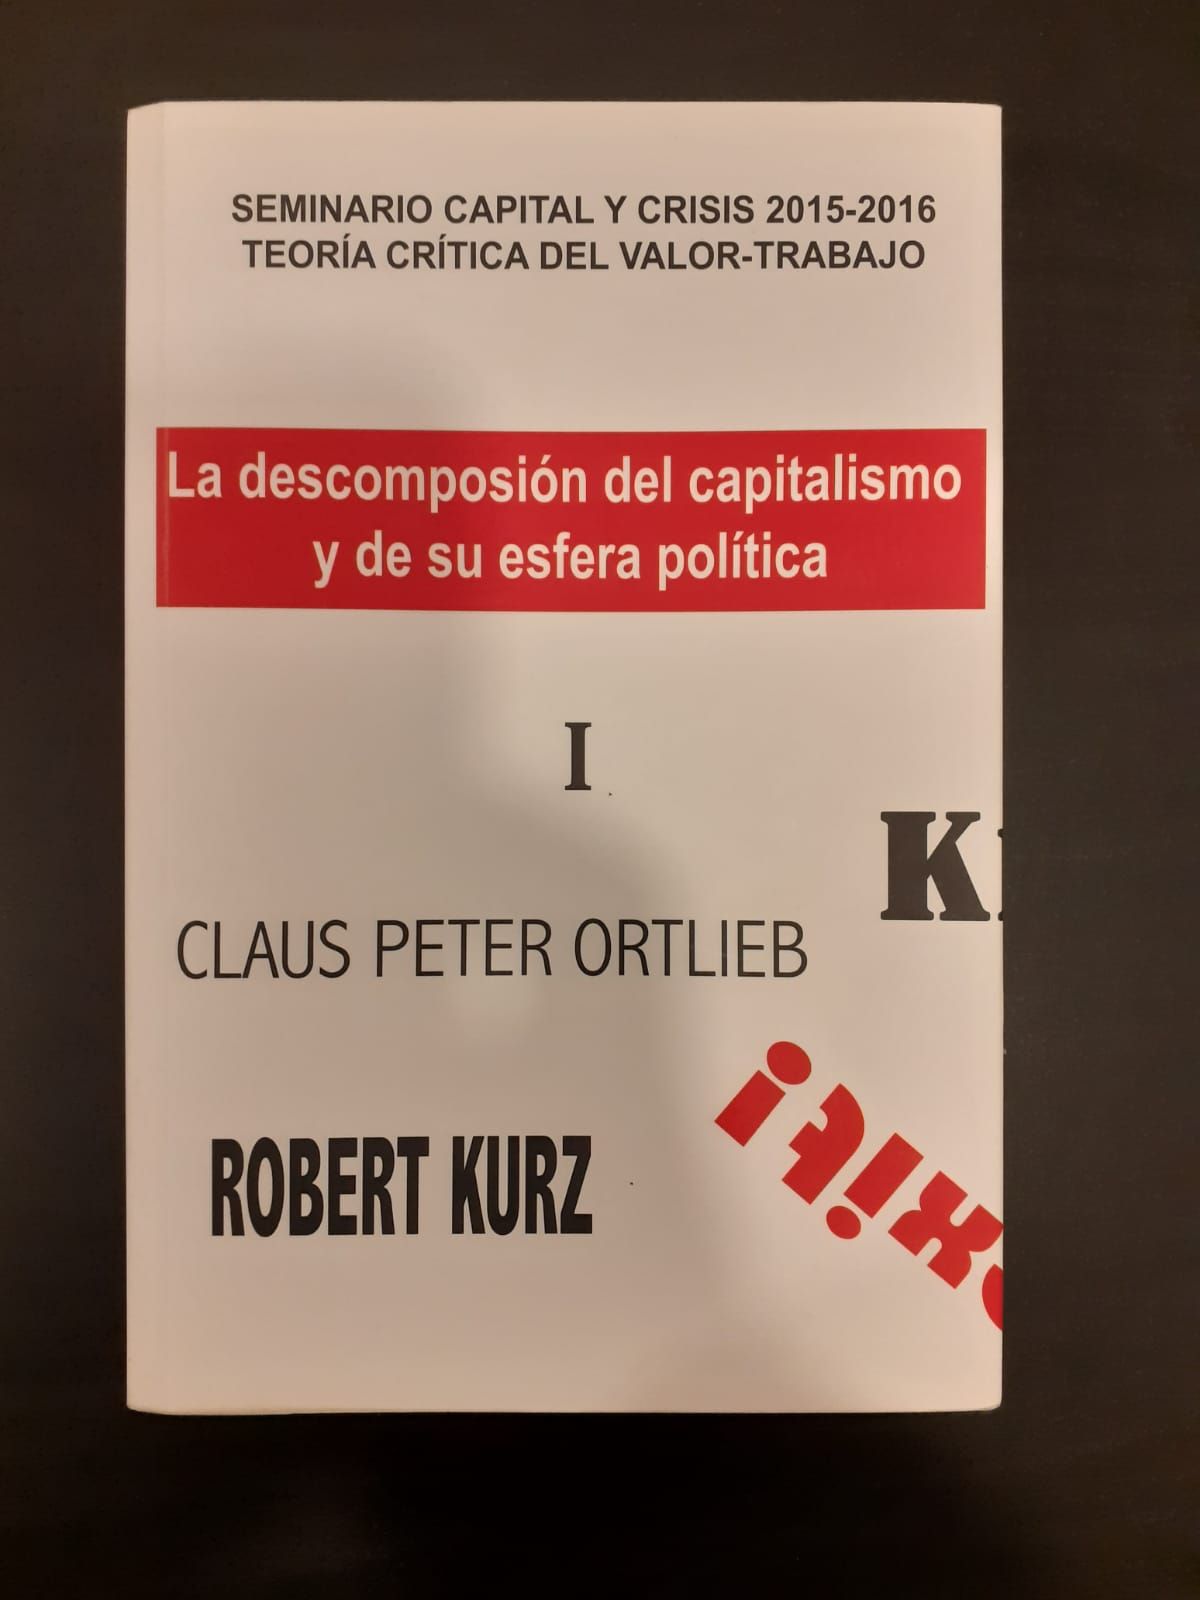 SEMINARIO CAPITAL Y CRISIS 2015-2016
TEORÍA CRÍTICA DEL VALOR-TRABAJO
La descomposión del capitalismo
y de su esfera política
I
K
CLAUS PETER ORTLIEB
ROBERT KURZ